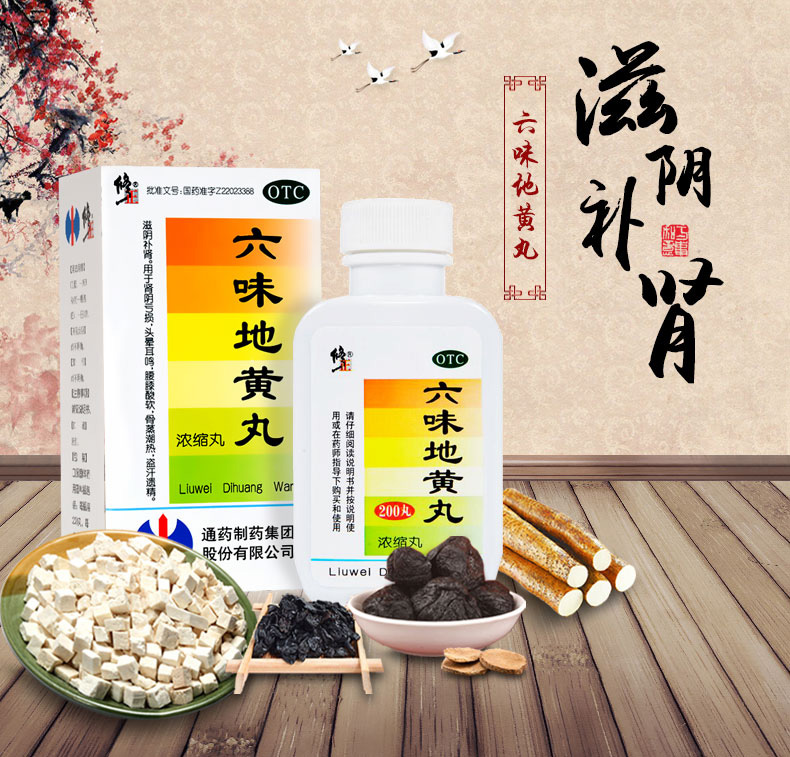 滋阴补肾
六味地黄丸
修正®
批准文号:国药准字Z22023388
OTC
六味地黄丸
浓缩丸
Liuwei Dihuang Wan
滋阴补肾。用于肾阴亏损,头晕耳鸣,腰膝酸软,骨蒸潮热,盗汗遗精。
通药制药集团
股份有限公司
修正®
OTC
六味地黄丸
200丸
浓缩丸
请仔细阅读说明书并按说明使
用或在药师指导下购买和使用
Liuwei D